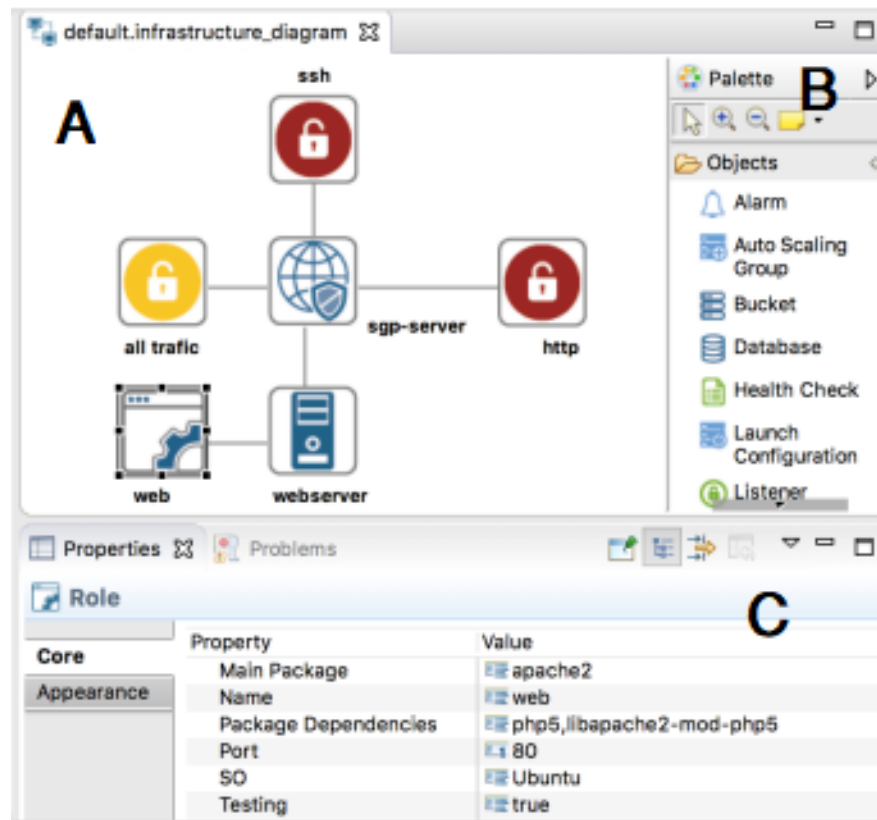 default.infrastructure_diagram
ssh
A
Palette
B
Objects
Alarm
Auto Scaling
Group
Bucket
Database
Health Check
Launch
Configuration
Listener
sgp-server
all trafic
http
web
webserver
Properties
Problems
Role
C
Core
Appearance
Property Value
Main Package apache2
Name web
Package Dependencies php5,libapache2-mod-php5
Port 80
SO Ubuntu
Testing true